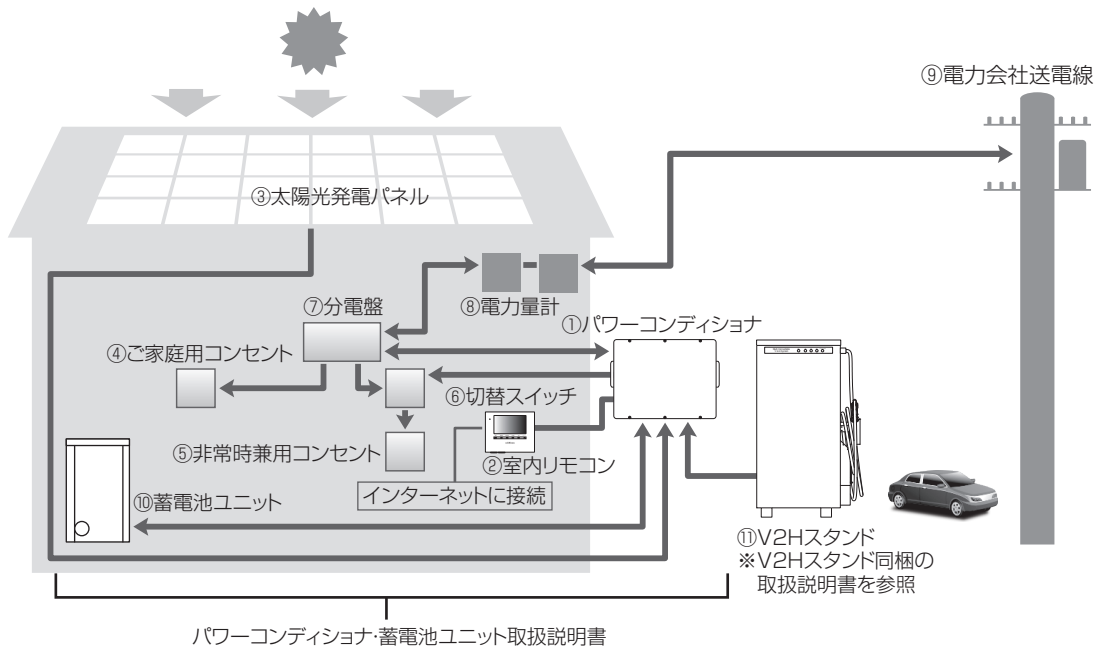 ⑨電力会社送電線
③太陽光発電パネル
⑧電力量計
⑦分電盤
①パワーコンディショナ
④ご家庭用コンセント
⑥切替スイッチ
⑤非常時兼用コンセント
②室内リモコン
インターネットに接続
⑩蓄電池ユニット
⑪V2Hスタンド
※V2Hスタンド同梱の
取扱説明書を参照
パワーコンディショナ・蓄電池ユニット取扱説明書